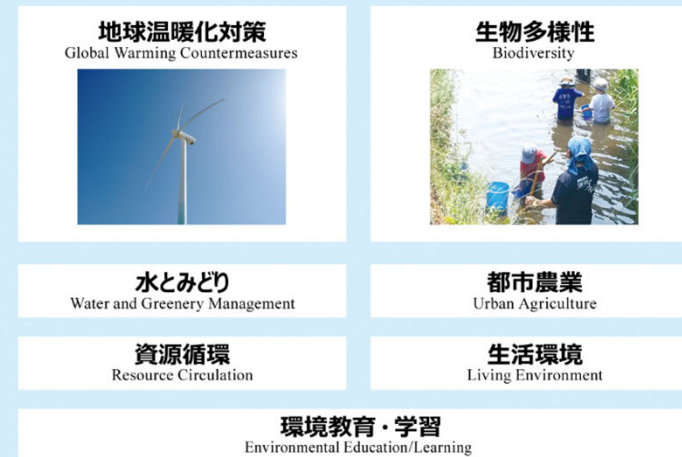 地球温暖化対策
Global Warming Countermeasures
生物多様性
Biodiversity
水とみどり
Water and Greenery Management
都市農業
Urban Agriculture
資源循環
Resource Circulation
生活環境
Living Environment
環境教育・学習
Environmental Education/Learning